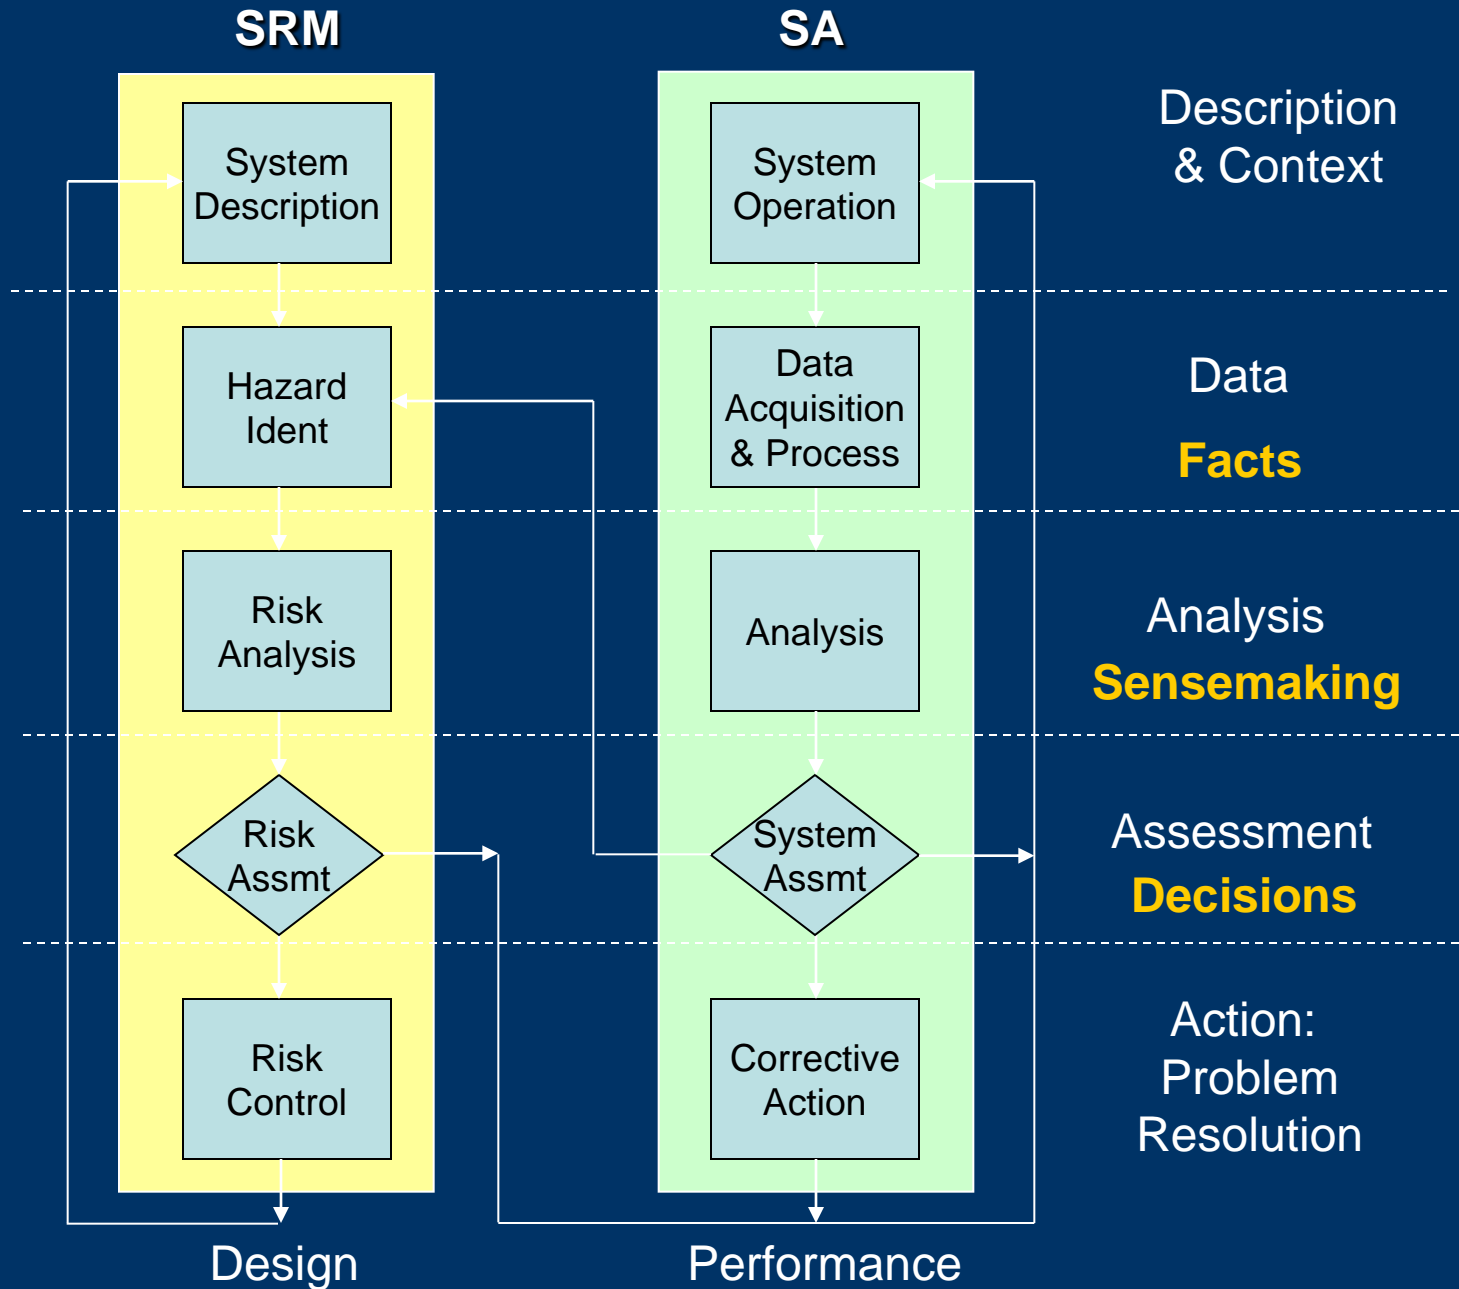 SRM
SA
System
Description
System
Operation
Description
& Context
Hazard
Ident
Data
Acquisition
& Process
Data
Facts
Risk
Analysis
Analysis
Analysis
Sensemaking
Risk
Assmt
System
Assmt
Assessment
Decisions
Risk
Control
Corrective
Action
Action:
Problem
Resolution
Design
Performance